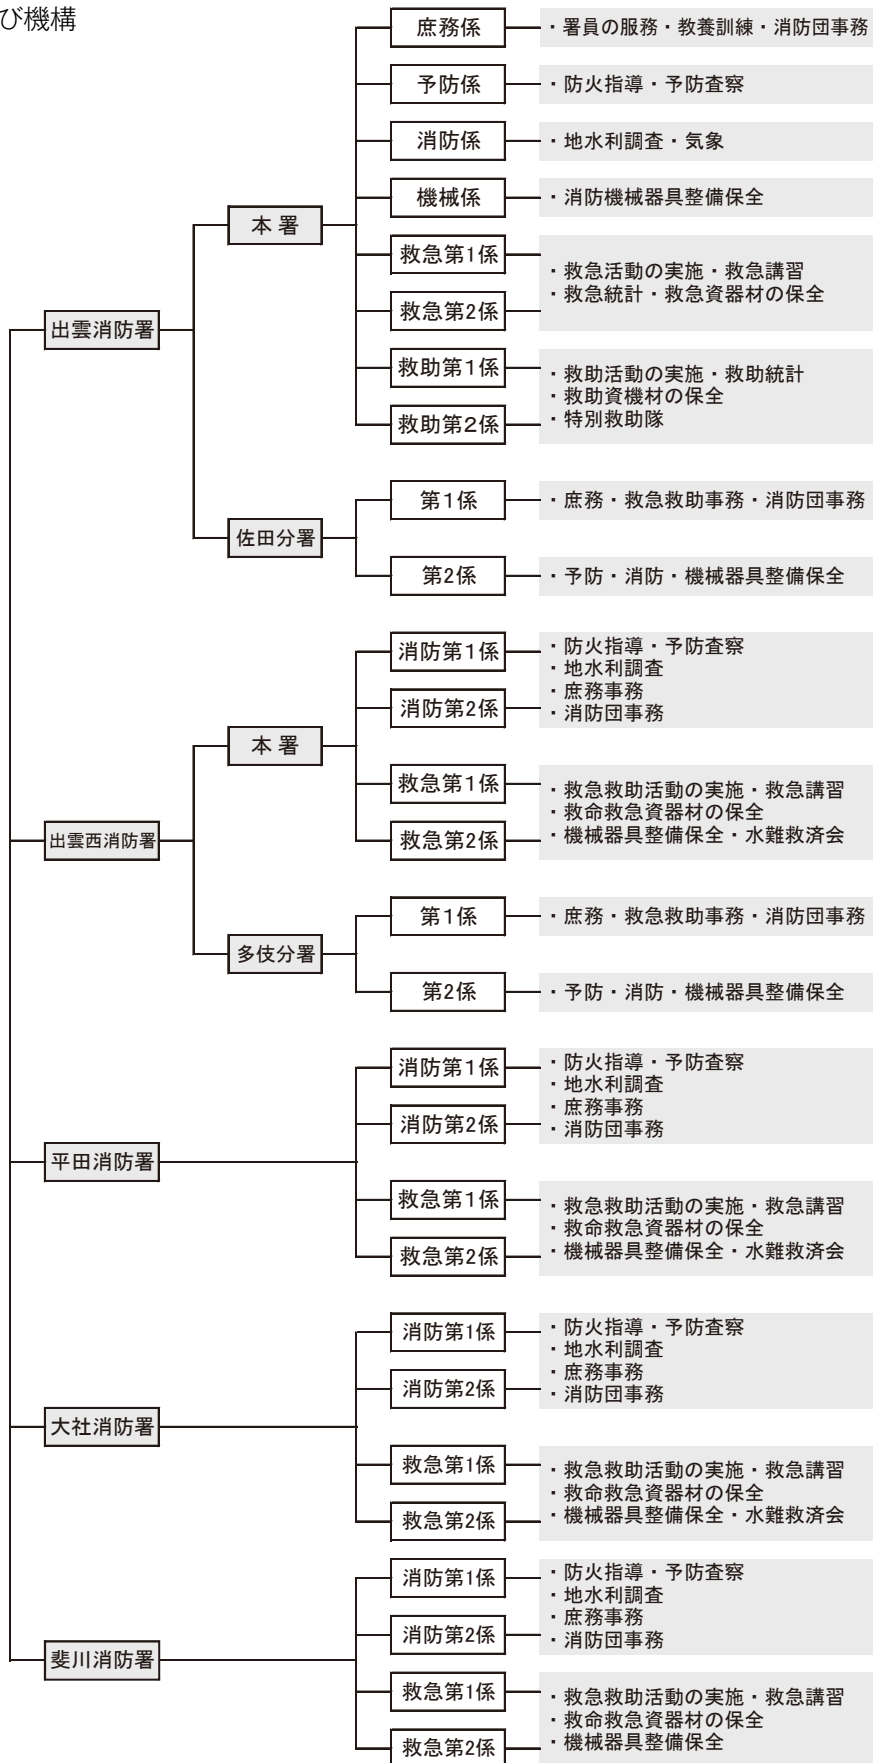 び機構
出雲消防署
本 署
庶務係
・署員の服務・教養訓練・消防団事務
予防係
・防火指導・予防査察
消防係
・地水利調査・気象
機械係
・消防機械器具整備保全
救急第1係
救急第2係
・救急活動の実施・救急講習
・救急統計・救急資器材の保全
救助第1係
救助第2係
・救助活動の実施・救助統計
・救助資機材の保全
・特別救助隊
佐田分署
第1係
・庶務・救急救助事務・消防団事務
第2係
・予防・消防・機械器具整備保全
出雲西消防署
本 署
消防第1係
消防第2係
・防火指導・予防査察
・地水利調査
・庶務事務
・消防団事務
救急第1係
救急第2係
・救急救助活動の実施・救急講習
・救命救急資器材の保全
・機械器具整備保全・水難救済会
多伎分署
第1係
・庶務・救急救助事務・消防団事務
第2係
・予防・消防・機械器具整備保全
平田消防署
消防第1係
消防第2係
・防火指導・予防査察
・地水利調査
・庶務事務
・消防団事務
救急第1係
救急第2係
・救急救助活動の実施・救急講習
・救命救急資器材の保全
・機械器具整備保全・水難救済会
大社消防署
消防第1係
消防第2係
・防火指導・予防査察
・地水利調査
・庶務事務
・消防団事務
救急第1係
救急第2係
・救急救助活動の実施・救急講習
・救命救急資器材の保全
・機械器具整備保全・水難救済会
斐川消防署
消防第1係
消防第2係
・防火指導・予防査察
・地水利調査
・庶務事務
・消防団事務
救急第1係
救急第2係
・救急救助活動の実施・救急講習
・救命救急資器材の保全
・機械器具整備保全